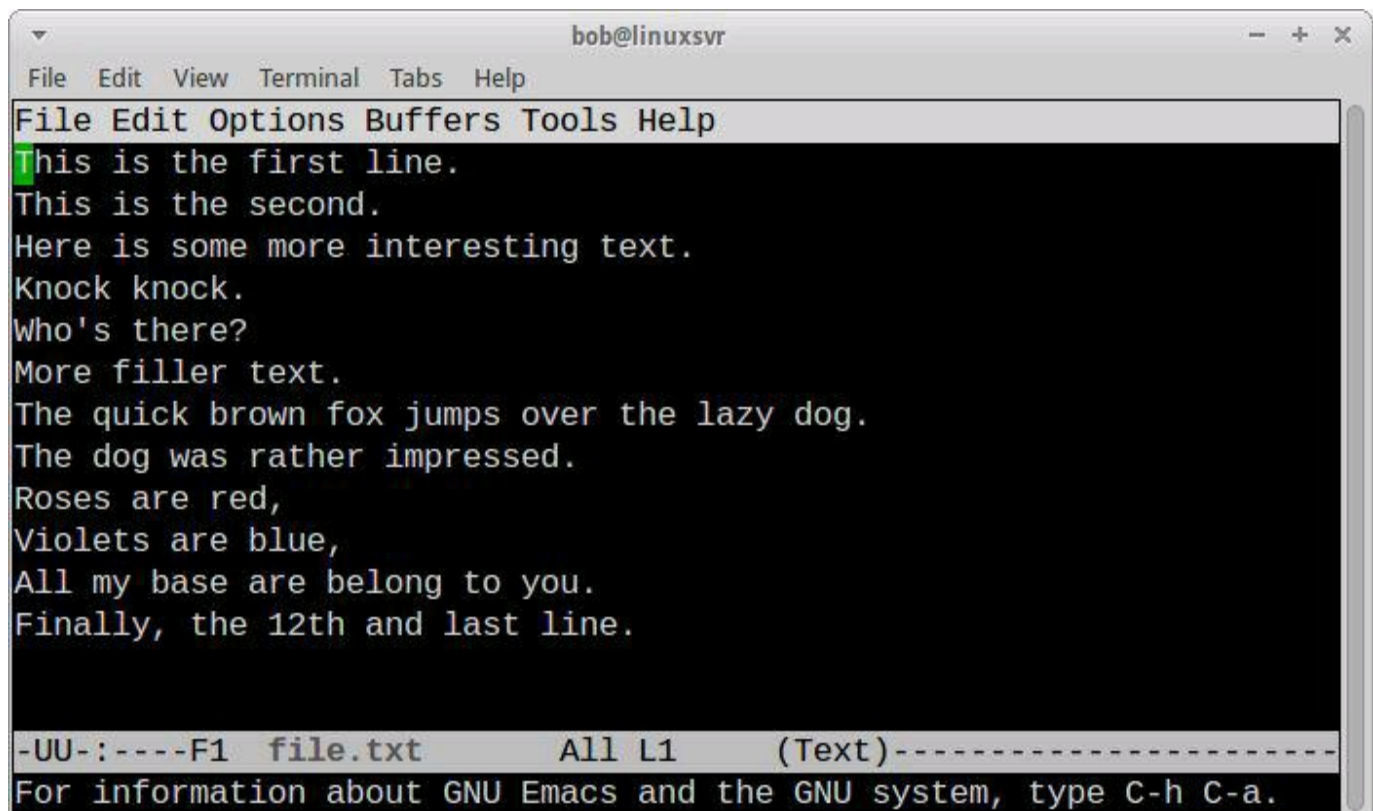 bob@linuxsvr
File Edit View Terminal Tabs Help
File Edit Options Buffers Tools Help
This is the first line.
This is the second.
Here is some more interesting text.
Knock knock.
Who's there?
More filler text.
The quick brown fox jumps over the lazy dog.
The dog was rather impressed.
Roses are red,
Violets are blue,
All my base are belong to you.
Finally, the 12th and last line.
-UU-:----F1 file.txt All L1 (Text)-----------------------
For information about GNU Emacs and the GNU system, type C-h C-a.